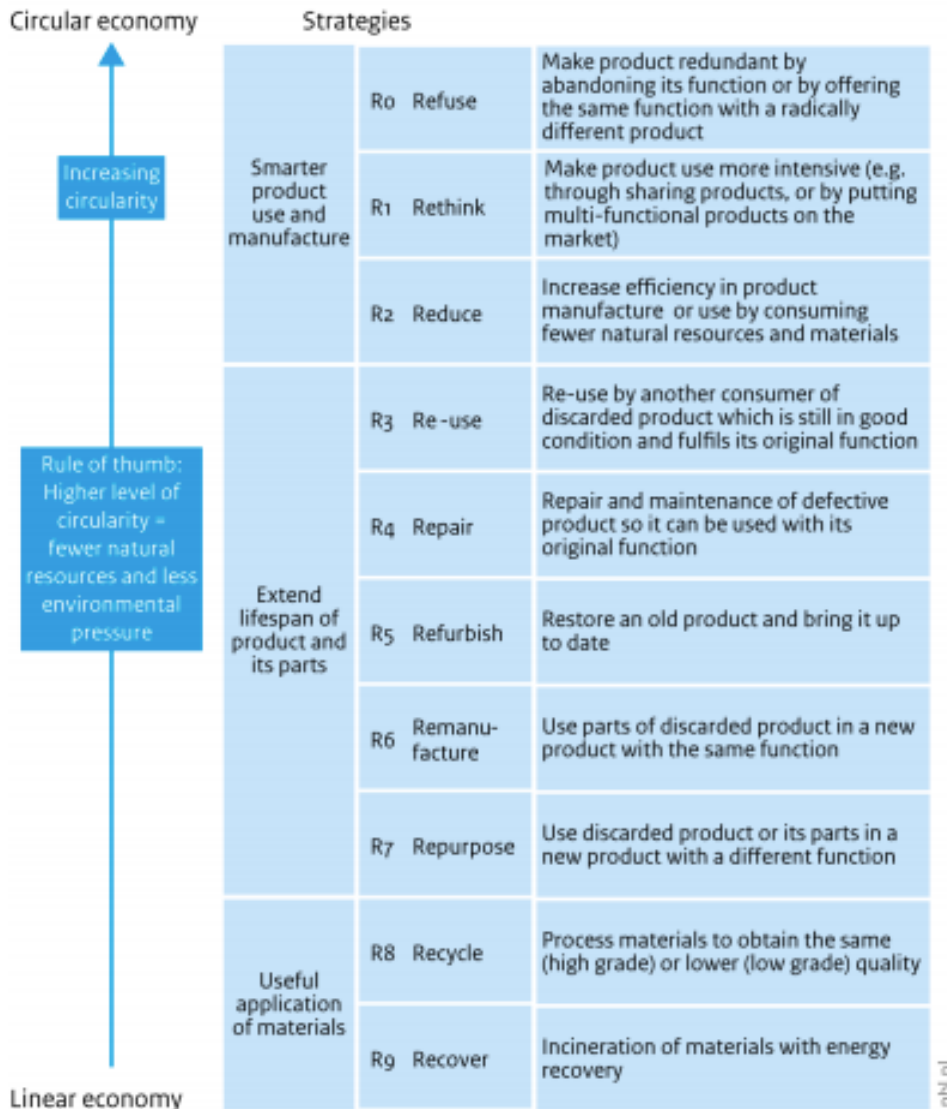 Circular economy
Strategies
Increasing
circularity
Rule of thumb:
Higher level of
circularity =
fewer natural
resources and less
environmental
pressure
Linear economy
Smarter
product
use and
manufacture
R0 Refuse
Make product redundant by
abandoning its function or by offering
the same function with a radically
different product
R1 Rethink
Make product use more intensive (e.g.
through sharing products, or by putting
multi-functional products on the
market)
R2 Reduce
Increase efficiency in product
manufacture or use by consuming
fewer natural resources and materials
Extend
lifespan of
product and
its parts
R3 Re-use
Re-use by another consumer of
discarded product which is still in good
condition and fulfils its original function
R4 Repair
Repair and maintenance of defective
product so it can be used with its
original function
R5 Refurbish
Restore an old product and bring it up
to date
R6 Remanu-
facture
Use parts of discarded product in a new
product with the same function
R7 Repurpose
Use discarded product or its parts in a
new product with a different function
Useful
application
of materials
R8 Recycle
Process materials to obtain the same
(high grade) or lower (low grade) quality
R9 Recover
Incineration of materials with energy
recovery